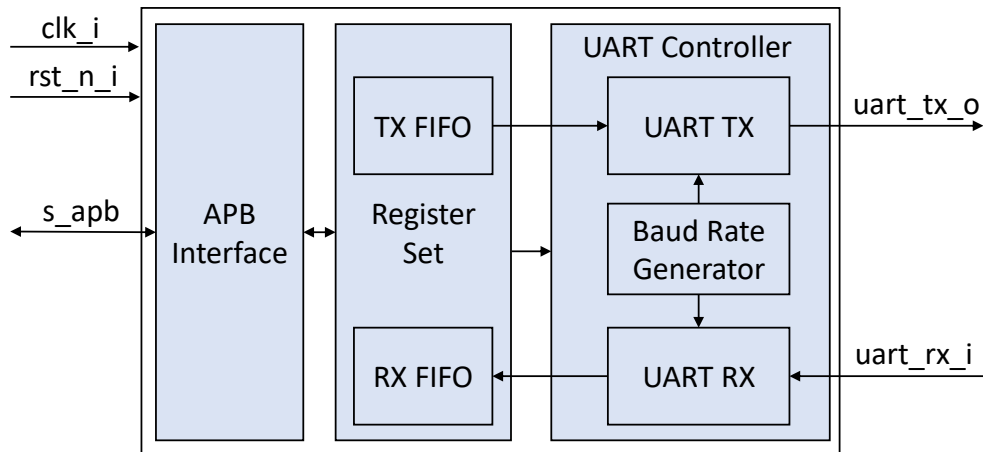 clk_i
rst_n_i
s_apb
APB
Interface
TX FIFO
Register
Set
RX FIFO
UART Controller
UART TX
Baud Rate
Generator
UART RX
uart_tx_o
uart_rx_i